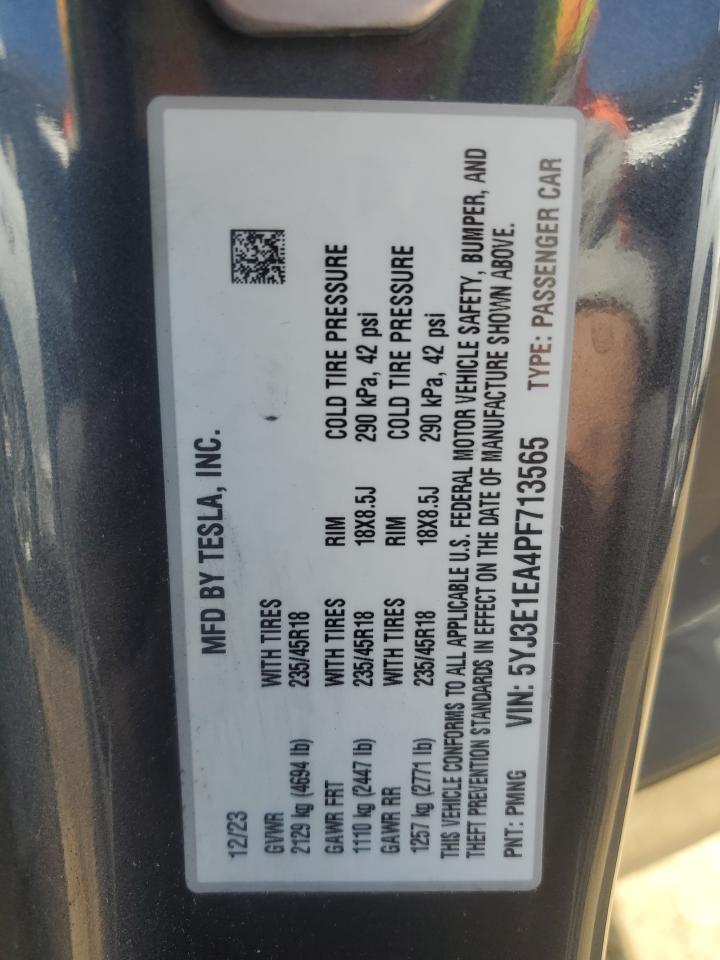 MFD BY TESLA, INC.
12/23
GVWR WITH TIRES
2129 kg (4694 lb) 235/45R18
GAWR FRT WITH TIRES RIM COLD TIRE PRESSURE
1110 kg (2447 lb) 235/45R18 18X8.5J 290 kPa, 42 psi
GAWR RR WITH TIRES RIM COLD TIRE PRESSURE
1257 kg (2771 lb) 235/45R18 18X8.5J 290 kPa, 42 psi
THIS VEHICLE CONFORMS TO ALL APPLICABLE U.S. FEDERAL MOTOR VEHICLE SAFETY, BUMPER, AND
THEFT PREVENTION STANDARDS IN EFFECT ON THE DATE OF MANUFACTURE SHOWN ABOVE.
PNT: PMNG VIN: 5YJ3E1EA4PF713565 TYPE: PASSENGER CAR